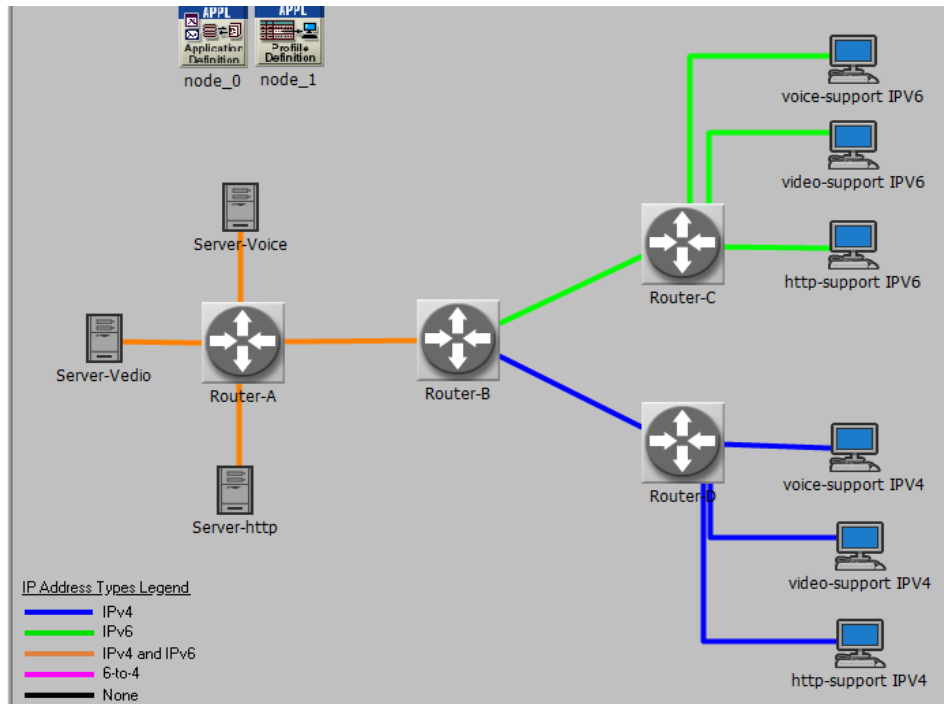 APPL
Application
Definition
node_0
APPL
Profile
Definition
node_1
voice-support IPV6
video-support IPV6
http-support IPV6
Server-Voice
Router-C
Server-Vedio
Router-A
Router-B
Server-http
Router-D
voice-support IPV4
video-support IPV4
http-support IPV4
IP Address Types Legend
IPv4
IPv6
IPv4 and IPv6
6-to-4
None